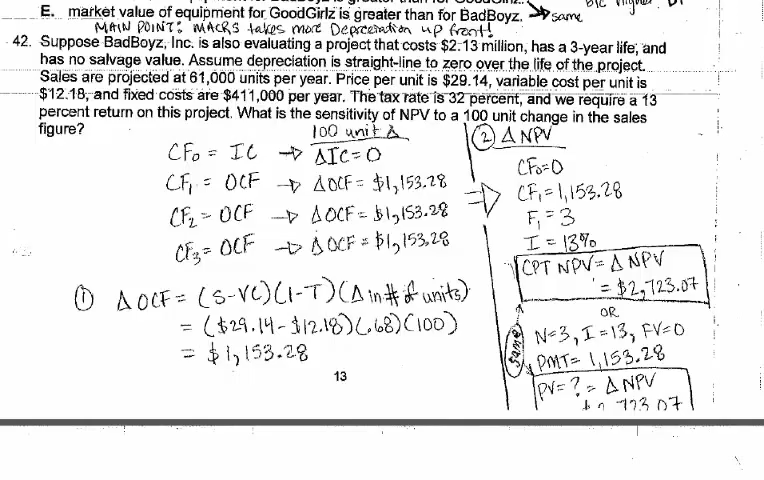 E. market value of equipment for GoodGirlz is greater than for BadBoyz. → same
MAIN POINT: MACRS takes more Depreciation up front!
42. Suppose BadBoyz, Inc. is also evaluating a project that costs $2.13 million, has a 3-year life, and
has no salvage value. Assume depreciation is straight-line to zero over the life of the project.
Sales are projected at 61,000 units per year. Price per unit is $29.14, variable cost per unit is
$12.18, and fixed costs are $411,000 per year. The tax rate is 32 percent, and we require a 13
percent return on this project. What is the sensitivity of NPV to a 100 unit change in the sales
figure?
100 unit Δ
CF₀ = IC → ΔIC = 0
CF₁ = OCF → ΔOCF = $1,153.28
CF₂ = OCF → ΔOCF = $1,153.28
CF₃ = OCF → ΔOCF = $1,153.28
① ΔOCF = (S-VC)(1-T)(Δ in # of units)
= ($29.14 - $12.18)(.68)(100)
= $1,153.28
② Δ NPV
CF₀=0
CF₁ = 1,153.28
F₁ = 3
I = 13%
CPT NPV = Δ NPV
= $2,723.07
OR
same
N=3, I=13, FV=0
PMT = 1,153.28
PV = ? = Δ NPV
$2,723.07
13